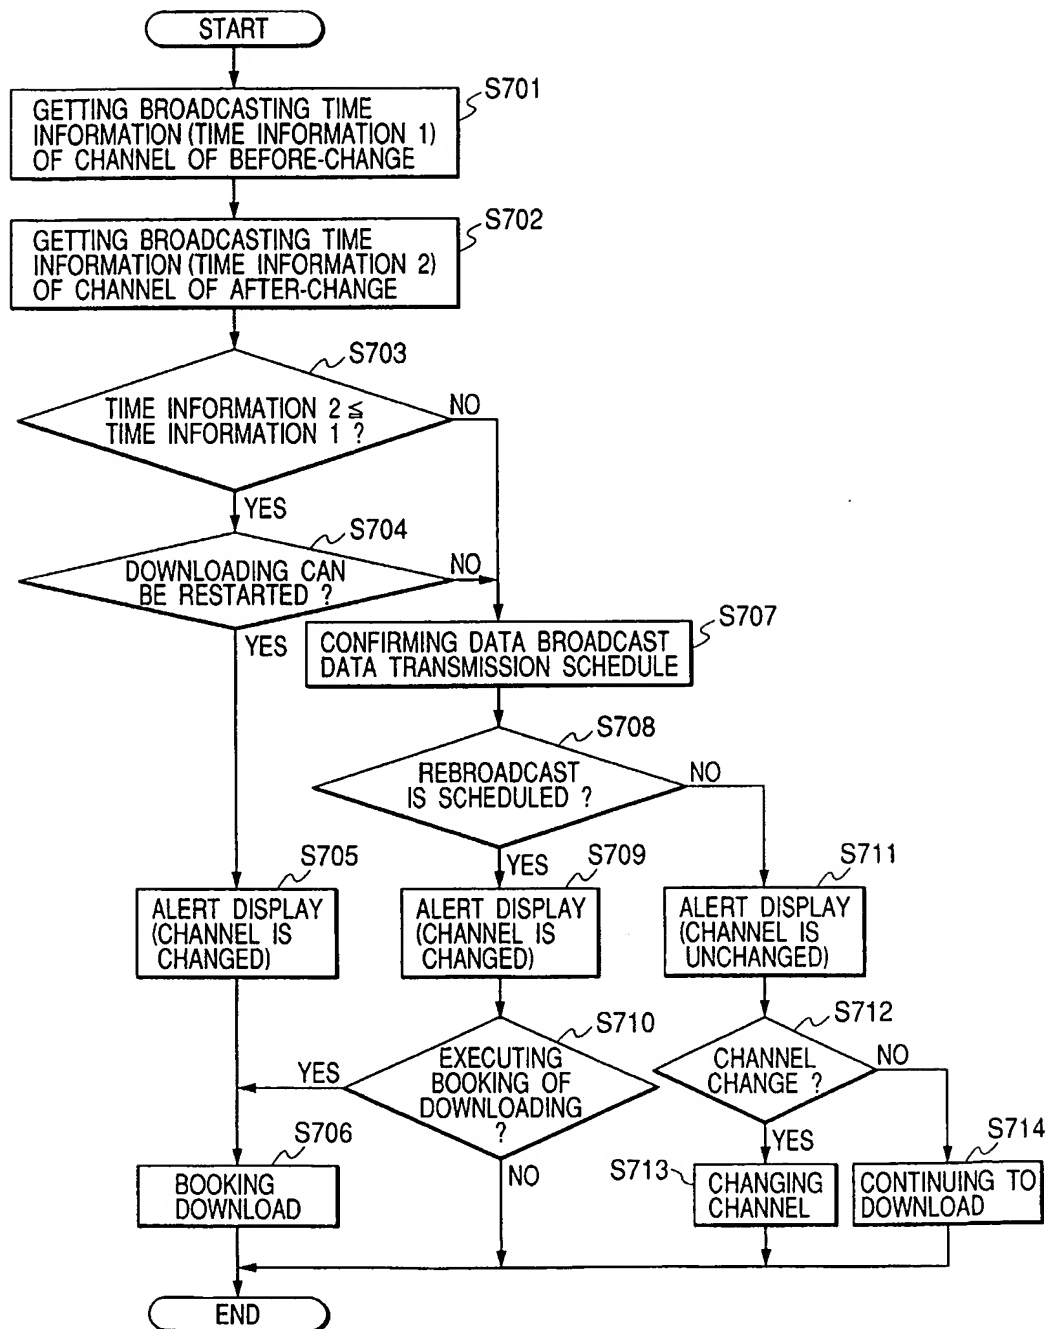 START
S701
GETTING BROADCASTING TIME
INFORMATION (TIME INFORMATION 1)
OF CHANNEL OF BEFORE-CHANGE
S702
GETTING BROADCASTING TIME
INFORMATION (TIME INFORMATION 2)
OF CHANNEL OF AFTER-CHANGE
S703
TIME INFORMATION 2 ≦
TIME INFORMATION 1 ?
NO
YES
S704
DOWNLOADING CAN
BE RESTARTED ?
NO
YES
S707
CONFIRMING DATA BROADCAST
DATA TRANSMISSION SCHEDULE
S708
REBROADCAST
IS SCHEDULED ?
NO
YES
S705
ALERT DISPLAY
(CHANNEL IS
CHANGED)
S709
ALERT DISPLAY
(CHANNEL IS
CHANGED)
S711
ALERT DISPLAY
(CHANNEL IS
UNCHANGED)
S710
EXECUTING
BOOKING OF
DOWNLOADING
?
YES
NO
S712
CHANNEL
CHANGE ?
NO
YES
S706
BOOKING
DOWNLOAD
S713
CHANGING
CHANNEL
S714
CONTINUING TO
DOWNLOAD
END